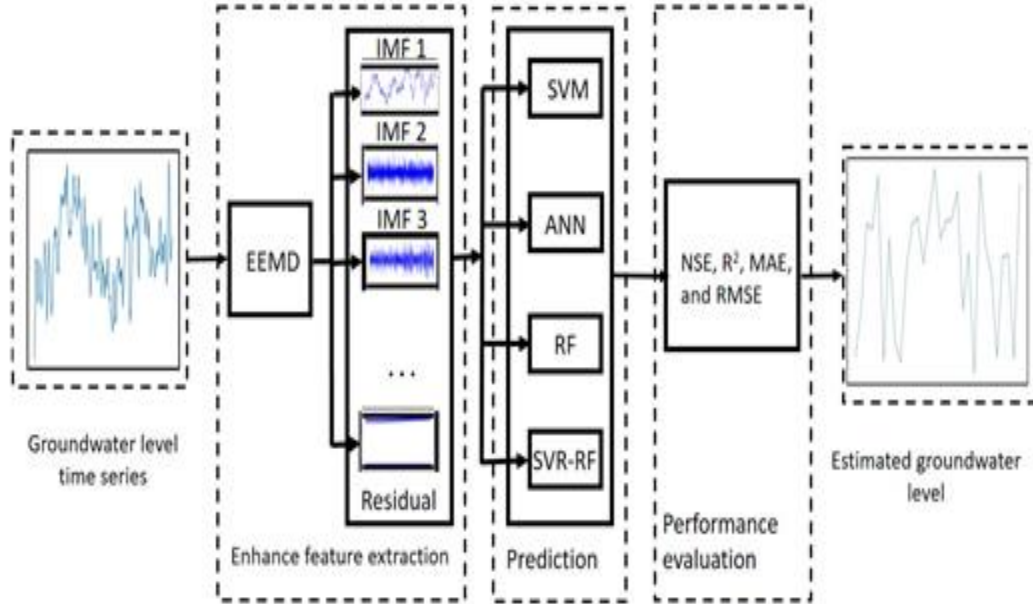 Groundwater level
time series
EEMD
IMF 1
IMF 2
IMF 3
...
Residual
Enhance feature extraction
SVM
ANN
RF
SVR-RF
Prediction
NSE, R², MAE,
and RMSE
Performance
evaluation
Estimated groundwater
level